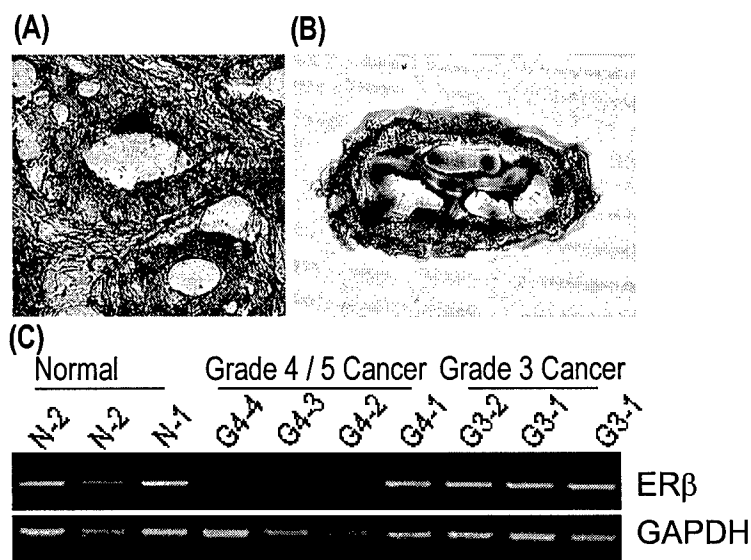 (A)
(B)
(C)
Normal
Grade 4 / 5 Cancer
Grade 3 Cancer
N-2 N-2 N-1 G4-4 G4-3 G4-2 G4-1 G3-2 G3-1 G3-1
ERβ
GAPDH